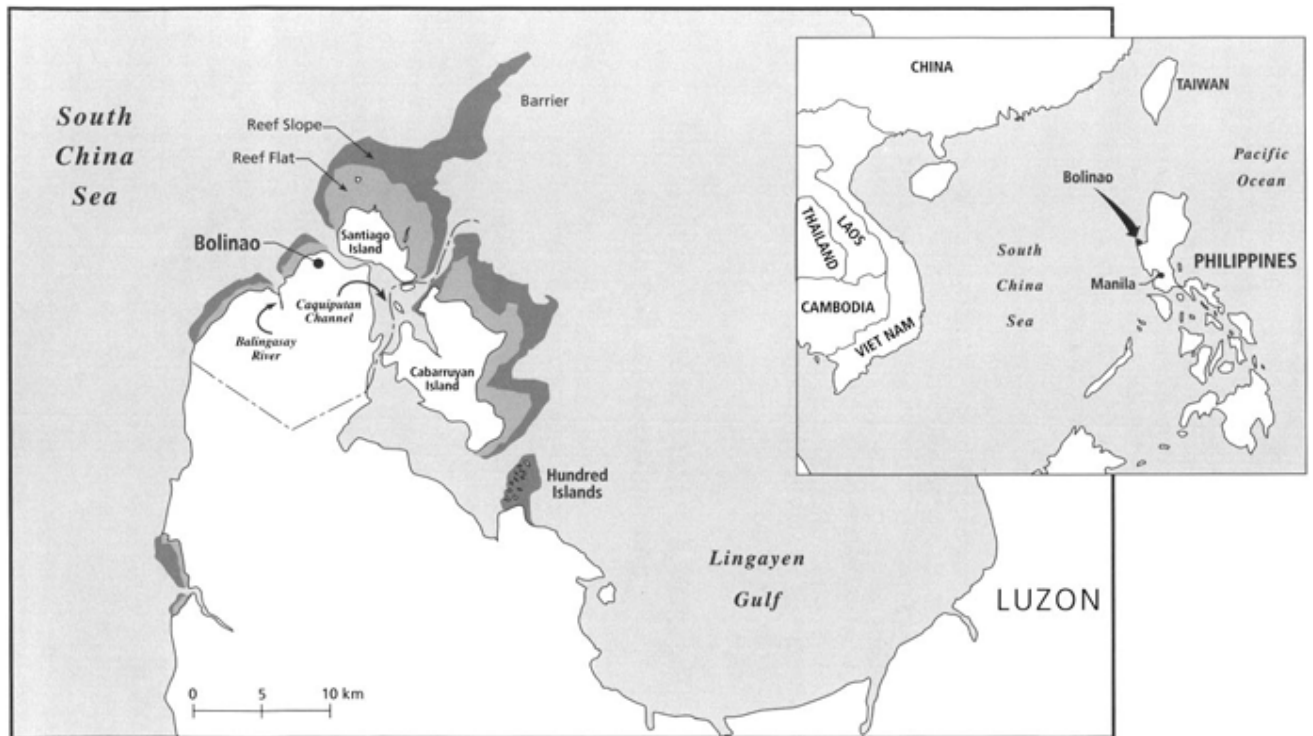 South
China
Sea
Barrier
Reef Slope
Reef Flat
Santiago
Island
Bolinao
Caquiputan
Channel
Balingasay
River
Cabarruyan
Island
Hundred
Islands
Lingayen
Gulf
LUZON
0 5 10 km
CHINA
TAIWAN
Pacific
Ocean
Bolinao
LAOS
THAILAND
South
China
Sea
PHILIPPINES
Manila
CAMBODIA
VIET NAM